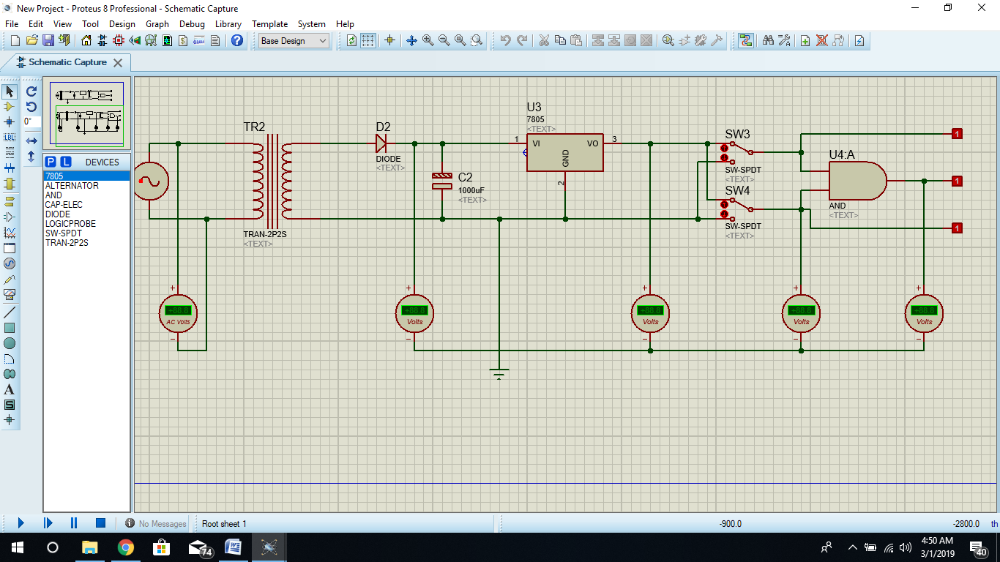 New Project - Proteus 8 Professional - Schematic Capture
File Edit View Tool Design Graph Debug Library Template System Help
Base Design
Schematic Capture
0°
LBL
P L DEVICES
7805
ALTERNATOR
AND
CAP-ELEC
DIODE
LOGICPROBE
SW-SPDT
TRAN-2P2S
A
S
TR2
TRAN-2P2S
<TEXT>
D2
DIODE
<TEXT>
C2
1000uF
<TEXT>
U3
7805
<TEXT>
1 VI VO 3
GND
2
SW3
SW-SPDT
<TEXT>
SW4
SW-SPDT
<TEXT>
U4:A
AND
<TEXT>
1
1
1
+ + + + +
+88.8 +88.8 +88.8 +88.8 +88.8
AC Volts Volts Volts Volts Volts
− − − − −
No Messages Root sheet 1 -900.0 -2800.0 th
74
4:50 AM
3/1/2019
40